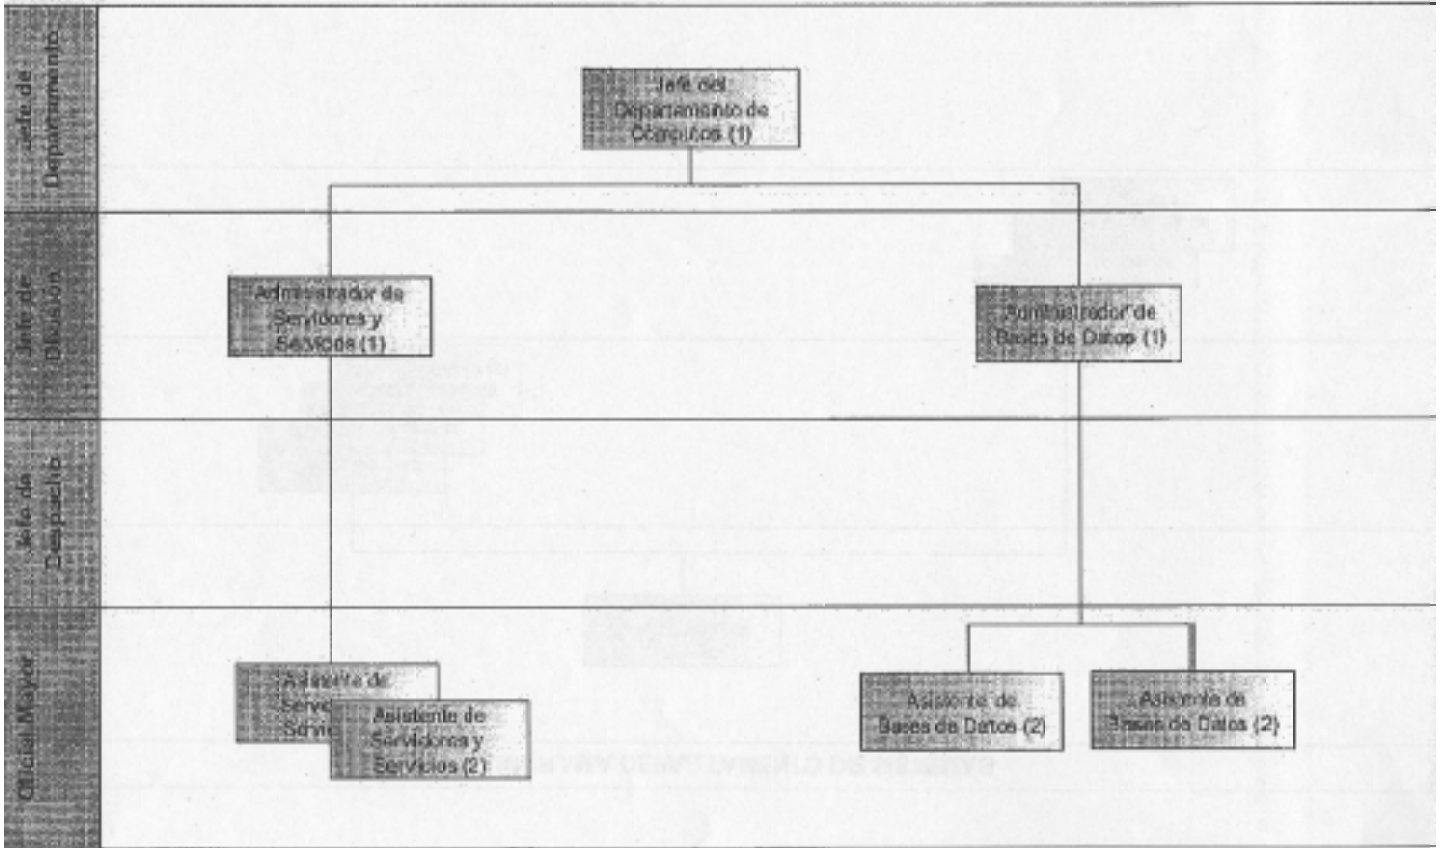 Jefe de
Departamento
Jefe del
Departamento de
Cómputos (1)
Jefe de
División
Administrador de
Servidores y
Servicios (1)
Administrador de
Bases de Datos (1)
Jefe de
Despacho
Oficial Mayor
Asistente de
Asistente de
Servidores y
Servicios (2)
Asistente de
Bases de Datos (2)
Asistente de
Bases de Datos (2)